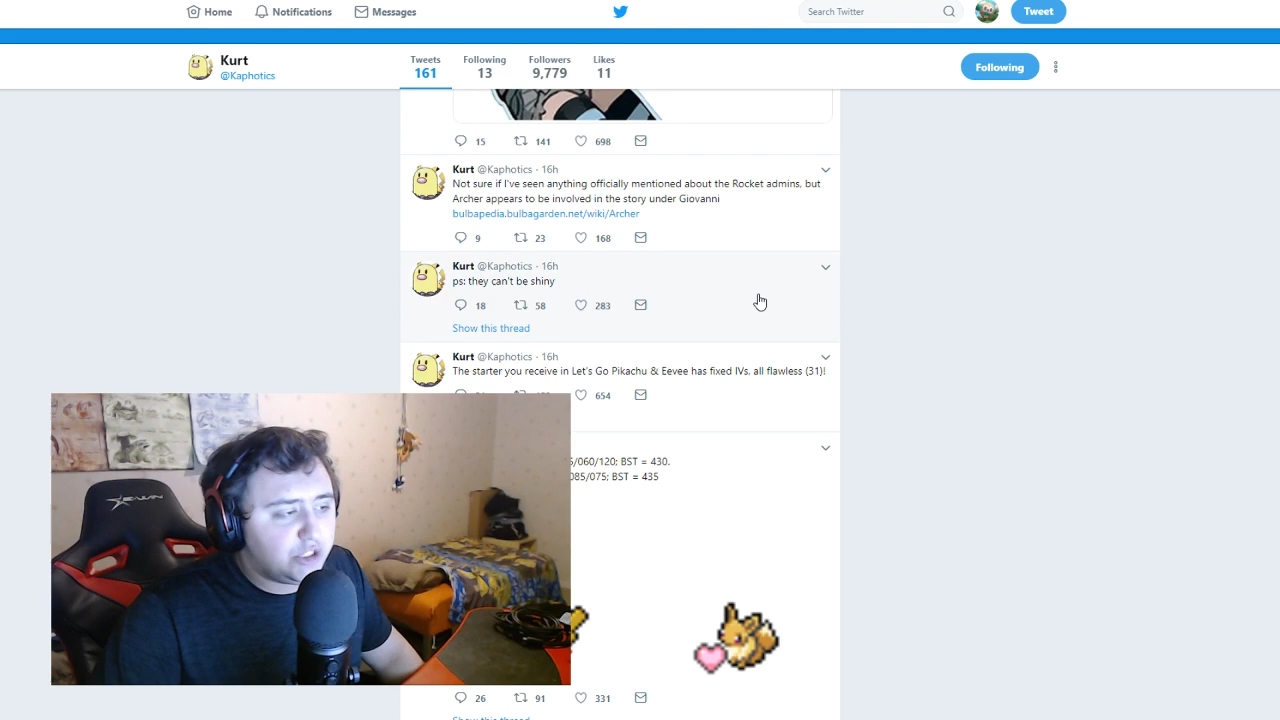 Home
Notifications
Messages
Search Twitter
Tweet
Kurt
@Kaphotics
Tweets
161
Following
13
Followers
9,779
Likes
11
Following
15
141
698
Kurt @Kaphotics · 16h
Not sure if I've seen anything officially mentioned about the Rocket admins, but
Archer appears to be involved in the story under Giovanni
bulbapedia.bulbagarden.net/wiki/Archer
9
23
168
Kurt @Kaphotics · 16h
ps: they can't be shiny
18
58
283
Show this thread
Kurt @Kaphotics · 16h
The starter you receive in Let's Go Pikachu & Eevee has fixed IVs, all flawless (31)!
654
/060/120; BST = 430.
085/075; BST = 435
26
91
331
Show this thread